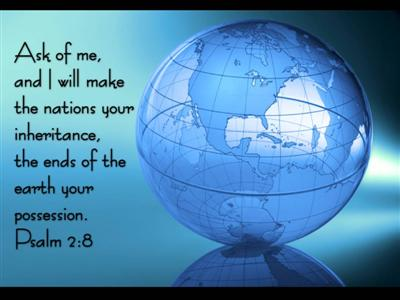 Ask of me,
and I will make
the nations your
inheritance,
the ends of the
earth your
possession.
Psalm 2:8